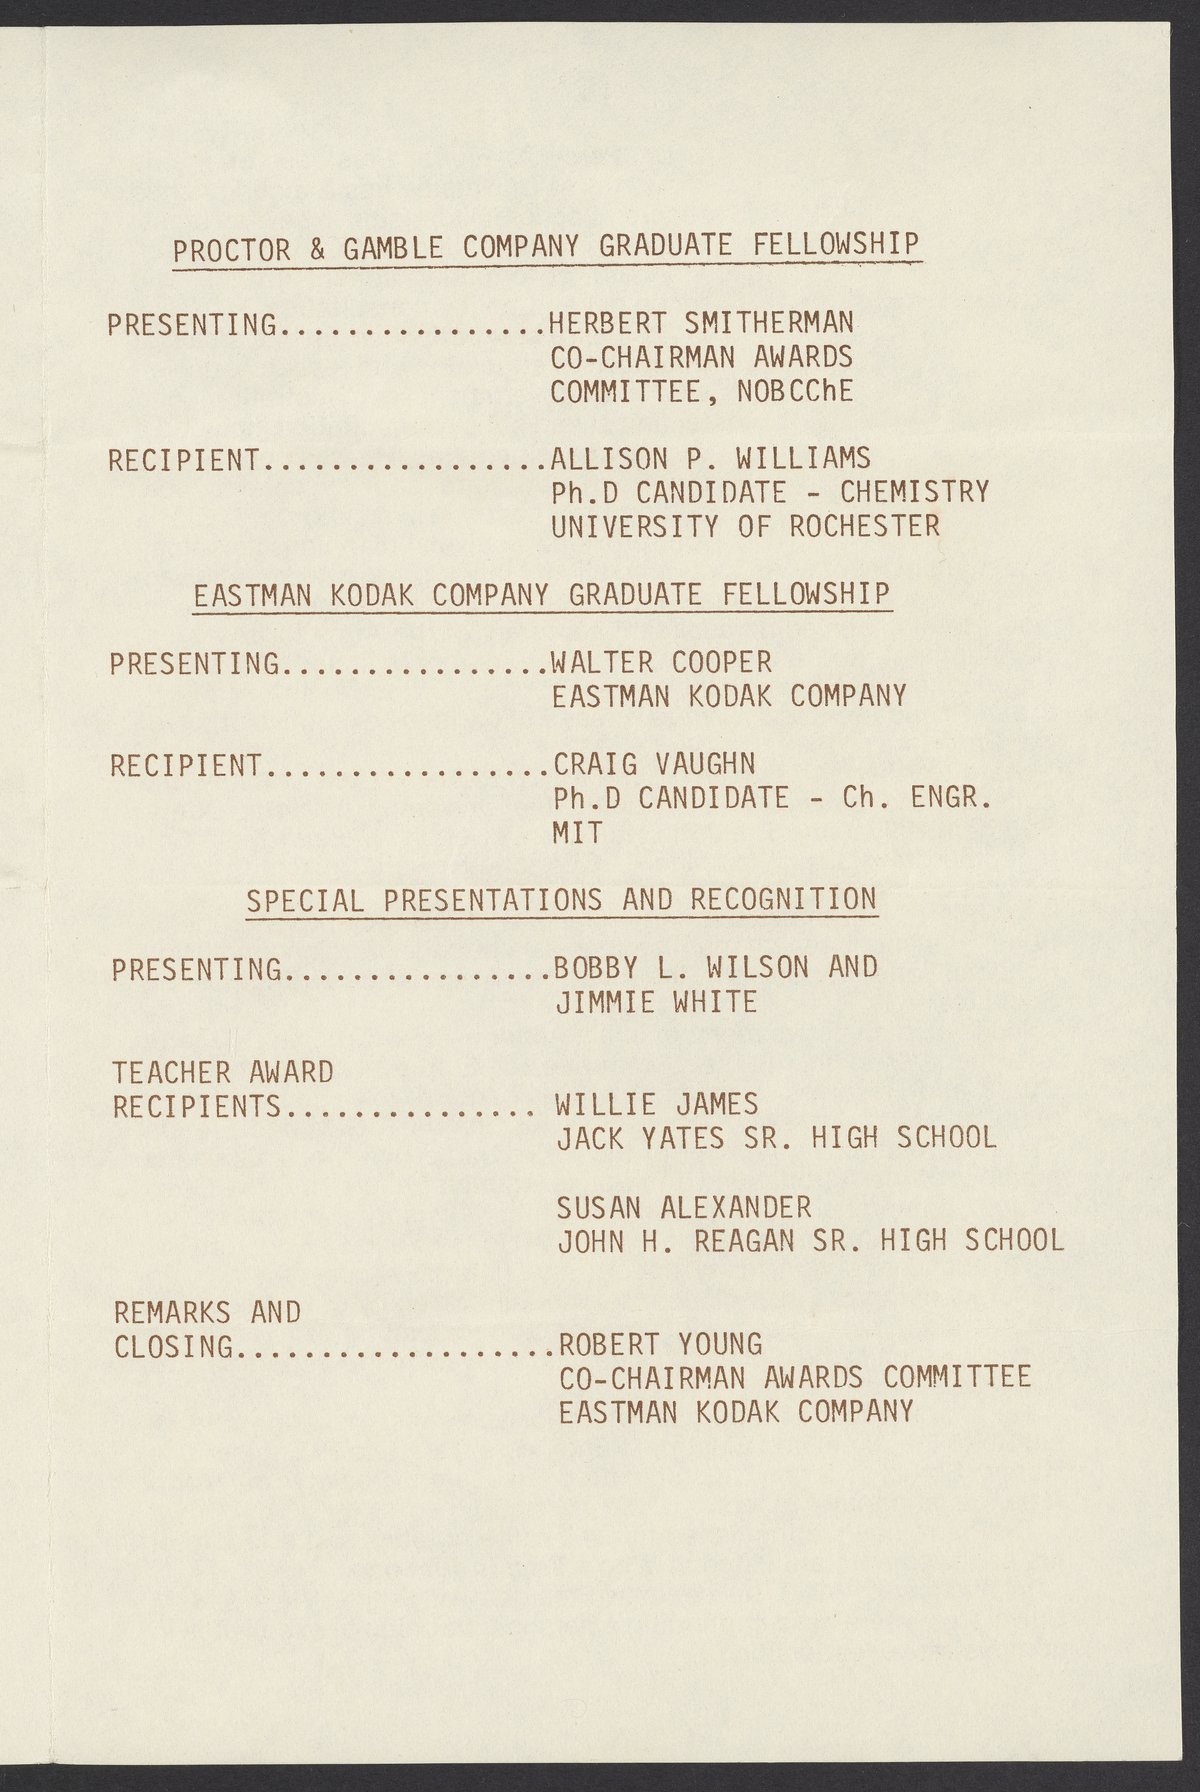 PROCTOR & GAMBLE COMPANY GRADUATE FELLOWSHIP
PRESENTING................HERBERT SMITHERMAN
CO-CHAIRMAN AWARDS
COMMITTEE, NOBCChE
RECIPIENT.................ALLISON P. WILLIAMS
Ph.D CANDIDATE - CHEMISTRY
UNIVERSITY OF ROCHESTER
EASTMAN KODAK COMPANY GRADUATE FELLOWSHIP
PRESENTING................WALTER COOPER
EASTMAN KODAK COMPANY
RECIPIENT.................CRAIG VAUGHN
Ph.D CANDIDATE - Ch. ENGR.
MIT
SPECIAL PRESENTATIONS AND RECOGNITION
PRESENTING................BOBBY L. WILSON AND
JIMMIE WHITE
TEACHER AWARD
RECIPIENTS............... WILLIE JAMES
JACK YATES SR. HIGH SCHOOL
SUSAN ALEXANDER
JOHN H. REAGAN SR. HIGH SCHOOL
REMARKS AND
CLOSING...................ROBERT YOUNG
CO-CHAIRMAN AWARDS COMMITTEE
EASTMAN KODAK COMPANY